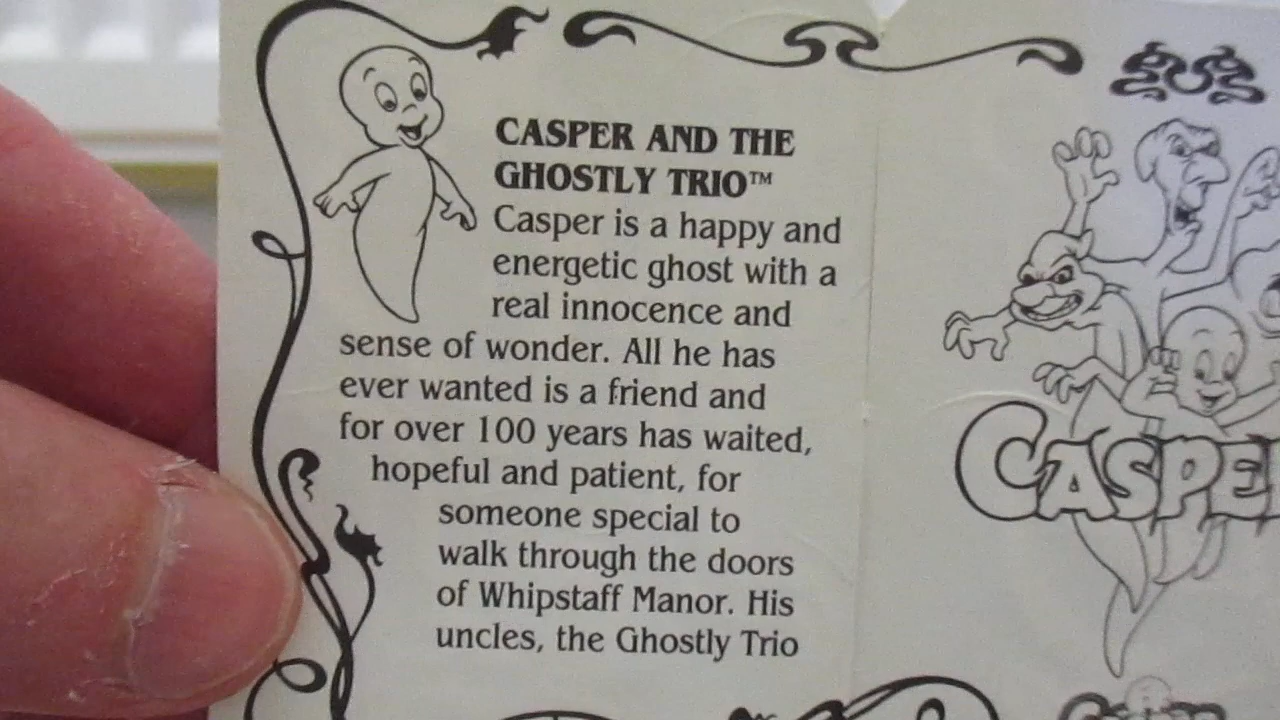 CASPER AND THE
GHOSTLY TRIO™
Casper is a happy and
energetic ghost with a
real innocence and
sense of wonder. All he has
ever wanted is a friend and
for over 100 years has waited,
hopeful and patient, for
someone special to
walk through the doors
of Whipstaff Manor. His
uncles, the Ghostly Trio
CASPE